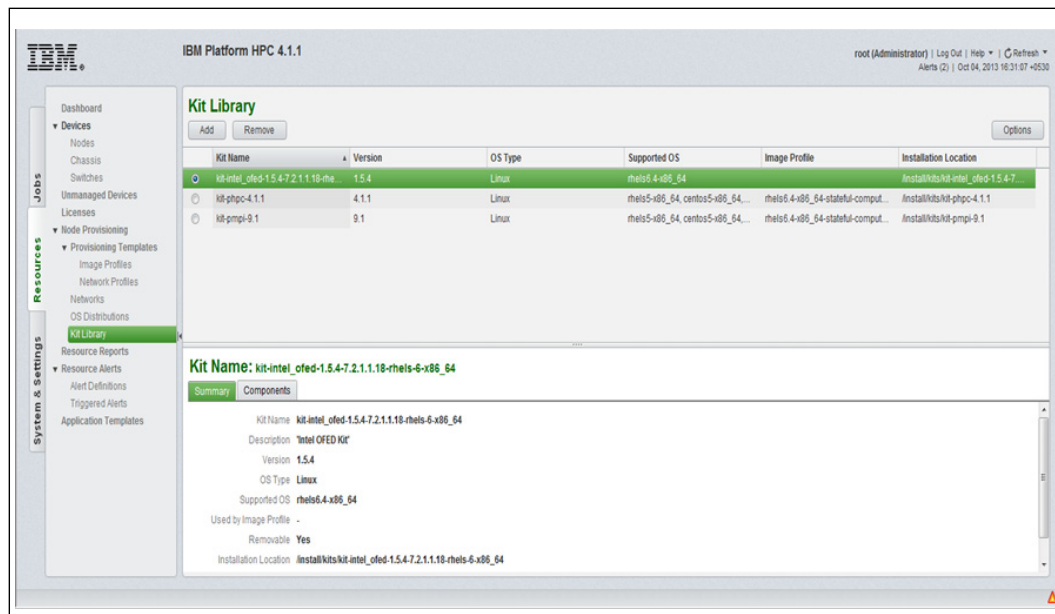 IBM
IBM Platform HPC 4.1.1
root (Administrator) | Log Out | Help | Refresh
Alerts (2) | Oct 04, 2013 16:31:07 +0530
Jobs
Resources
System & Settings
Dashboard
Devices
Nodes
Chassis
Switches
Unmanaged Devices
Licenses
Node Provisioning
Provisioning Templates
Image Profiles
Network Profiles
Networks
OS Distributions
Kit Library
Resource Reports
Resource Alerts
Alert Definitions
Triggered Alerts
Application Templates
Kit Library
Add Remove Options
Kit Name Version OS Type Supported OS Image Profile Installation Location
kit-intel_ofed-1.5.4-7.2.1.1.18-rhe... 1.5.4 Linux rhels6.4-x86_64 /install/kits/kit-intel_ofed-1.5.4-7....
kit-phpc-4.1.1 4.1.1 Linux rhels5-x86_64, centos5-x86_64,... rhels6.4-x86_64-stateful-comput... /install/kits/kit-phpc-4.1.1
kit-pmpi-9.1 9.1 Linux rhels5-x86_64, centos5-x86_64,... rhels6.4-x86_64-stateful-comput... /install/kits/kit-pmpi-9.1
Kit Name: kit-intel_ofed-1.5.4-7.2.1.1.18-rhels-6-x86_64
Summary Components
Kit Name kit-intel_ofed-1.5.4-7.2.1.1.18-rhels-6-x86_64
Description 'Intel OFED Kit'
Version 1.5.4
OS Type Linux
Supported OS rhels6.4-x86_64
Used by Image Profile -
Removable Yes
Installation Location /install/kits/kit-intel_ofed-1.5.4-7.2.1.1.18-rhels-6-x86_64